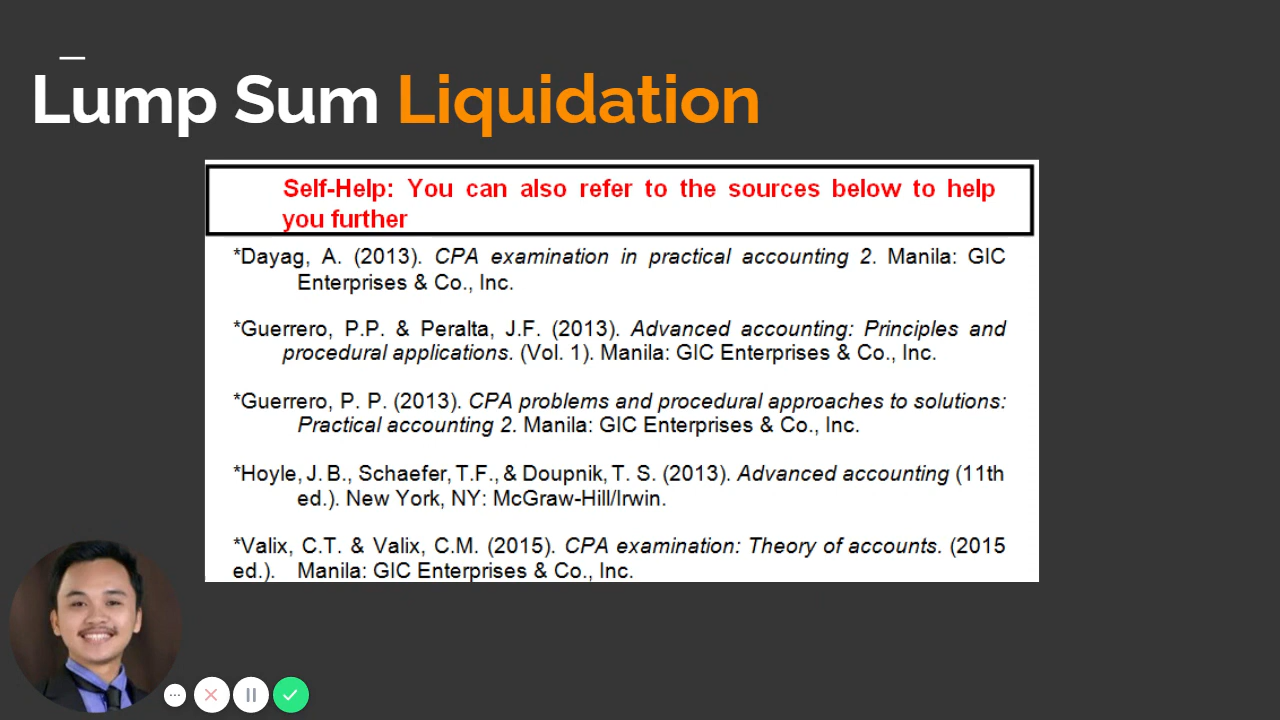 Lump Sum Liquidation
Self-Help: You can also refer to the sources below to help
you further
*Dayag, A. (2013). CPA examination in practical accounting 2. Manila: GIC
Enterprises & Co., Inc.
*Guerrero, P.P. & Peralta, J.F. (2013). Advanced accounting: Principles and
procedural applications. (Vol. 1). Manila: GIC Enterprises & Co., Inc.
*Guerrero, P. P. (2013). CPA problems and procedural approaches to solutions:
Practical accounting 2. Manila: GIC Enterprises & Co., Inc.
*Hoyle, J. B., Schaefer, T.F., & Doupnik, T. S. (2013). Advanced accounting (11th
ed.). New York, NY: McGraw-Hill/Irwin.
*Valix, C.T. & Valix, C.M. (2015). CPA examination: Theory of accounts. (2015
ed.). Manila: GIC Enterprises & Co., Inc.